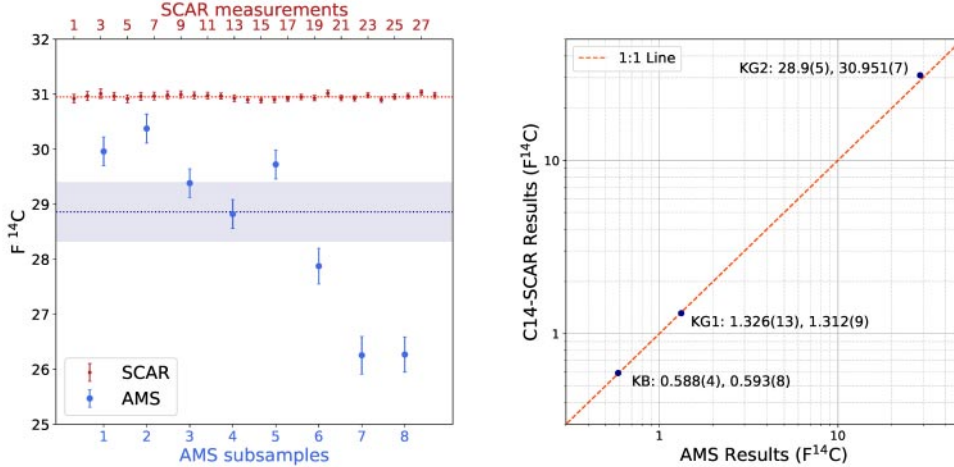 SCAR measurements
1 3 5 7 9 11 13 15 17 19 21 23 25 27
32
31
30
29
28
27
26
25
F ¹⁴C
SCAR
AMS
1 2 3 4 5 6 7 8
AMS subsamples
1:1 Line
KG2: 28.9(5), 30.951(7)
10
KG1: 1.326(13), 1.312(9)
1
KB: 0.588(4), 0.593(8)
C14-SCAR Results (F¹⁴C)
1 10
AMS Results (F¹⁴C)